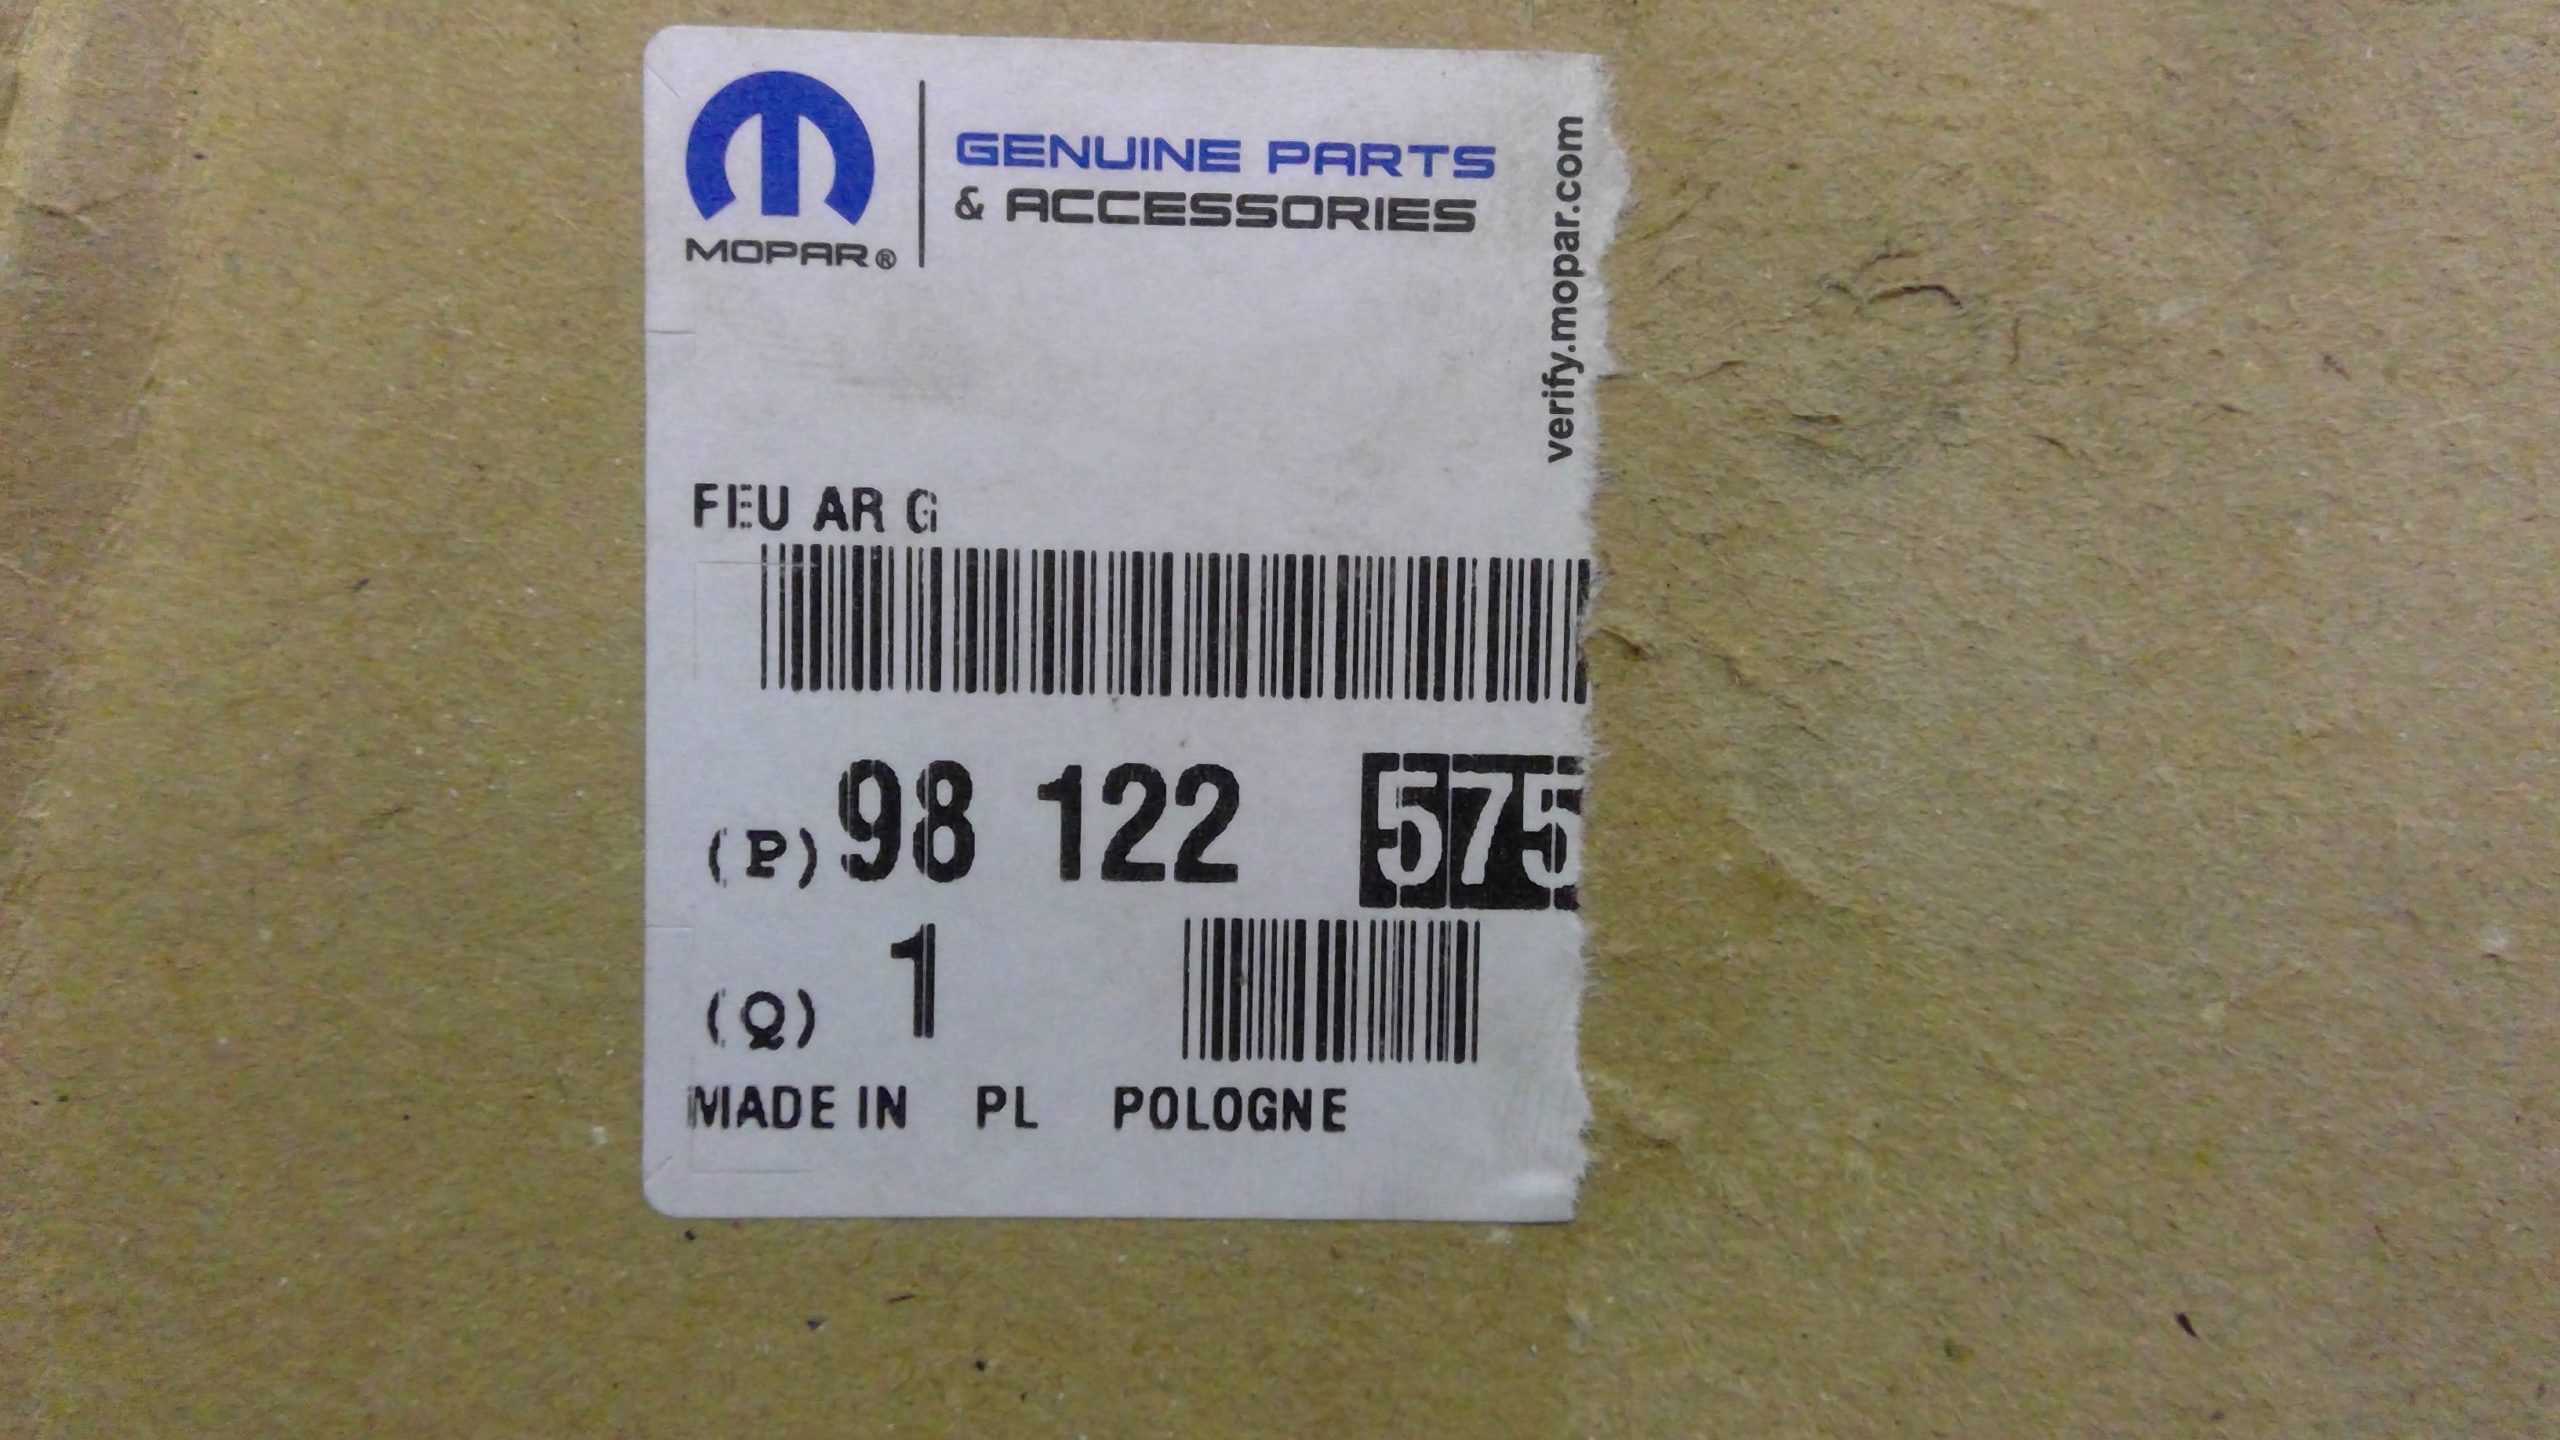 GENUINE PARTS
& ACCESSORIES
MOPAR®
verify.mopar.com
FEU AR G
(P) 98 122 575
(Q) 1
MADE IN PL POLOGNE